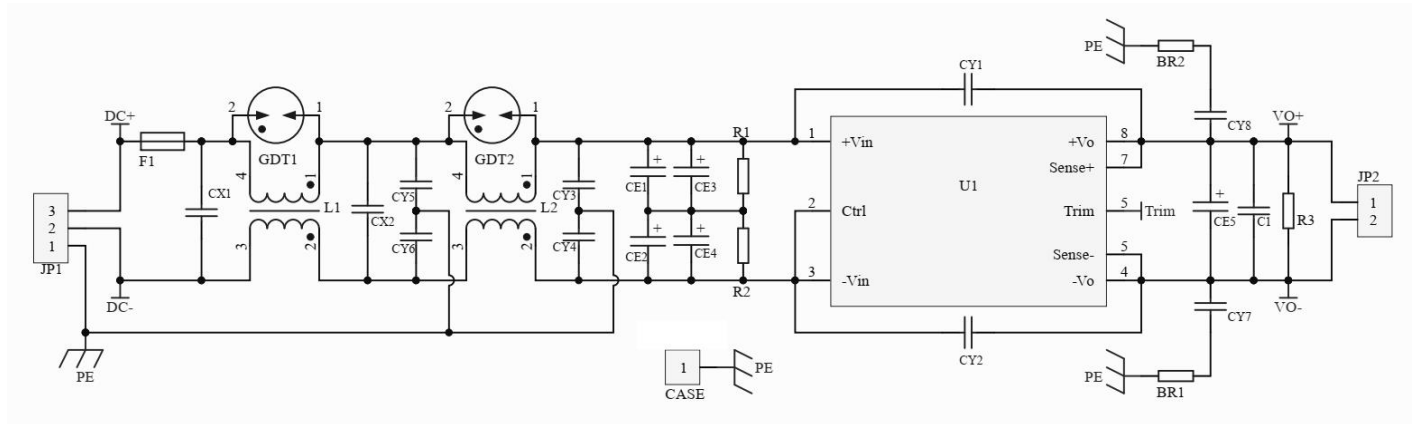 PE
BR2
CY1
CY8
DC+
VO+
F1
2
1
GDT1
2
1
GDT2
R1
1
+Vin
+Vo
8
Sense+
7
4
1
CX1
L1
CX2
CY5
CY6
4
1
L2
CY3
CY4
+
CE1
+
CE3
+
CE2
+
CE4
R2
U1
2
Ctrl
Trim
5
Trim
Sense-
5
3
-Vin
-Vo
4
+
CE5
C1
R3
JP2
1
2
3
2
1
JP1
3
2
3
2
DC-
VO-
CY7
CY2
PE
1
CASE
PE
PE
BR1